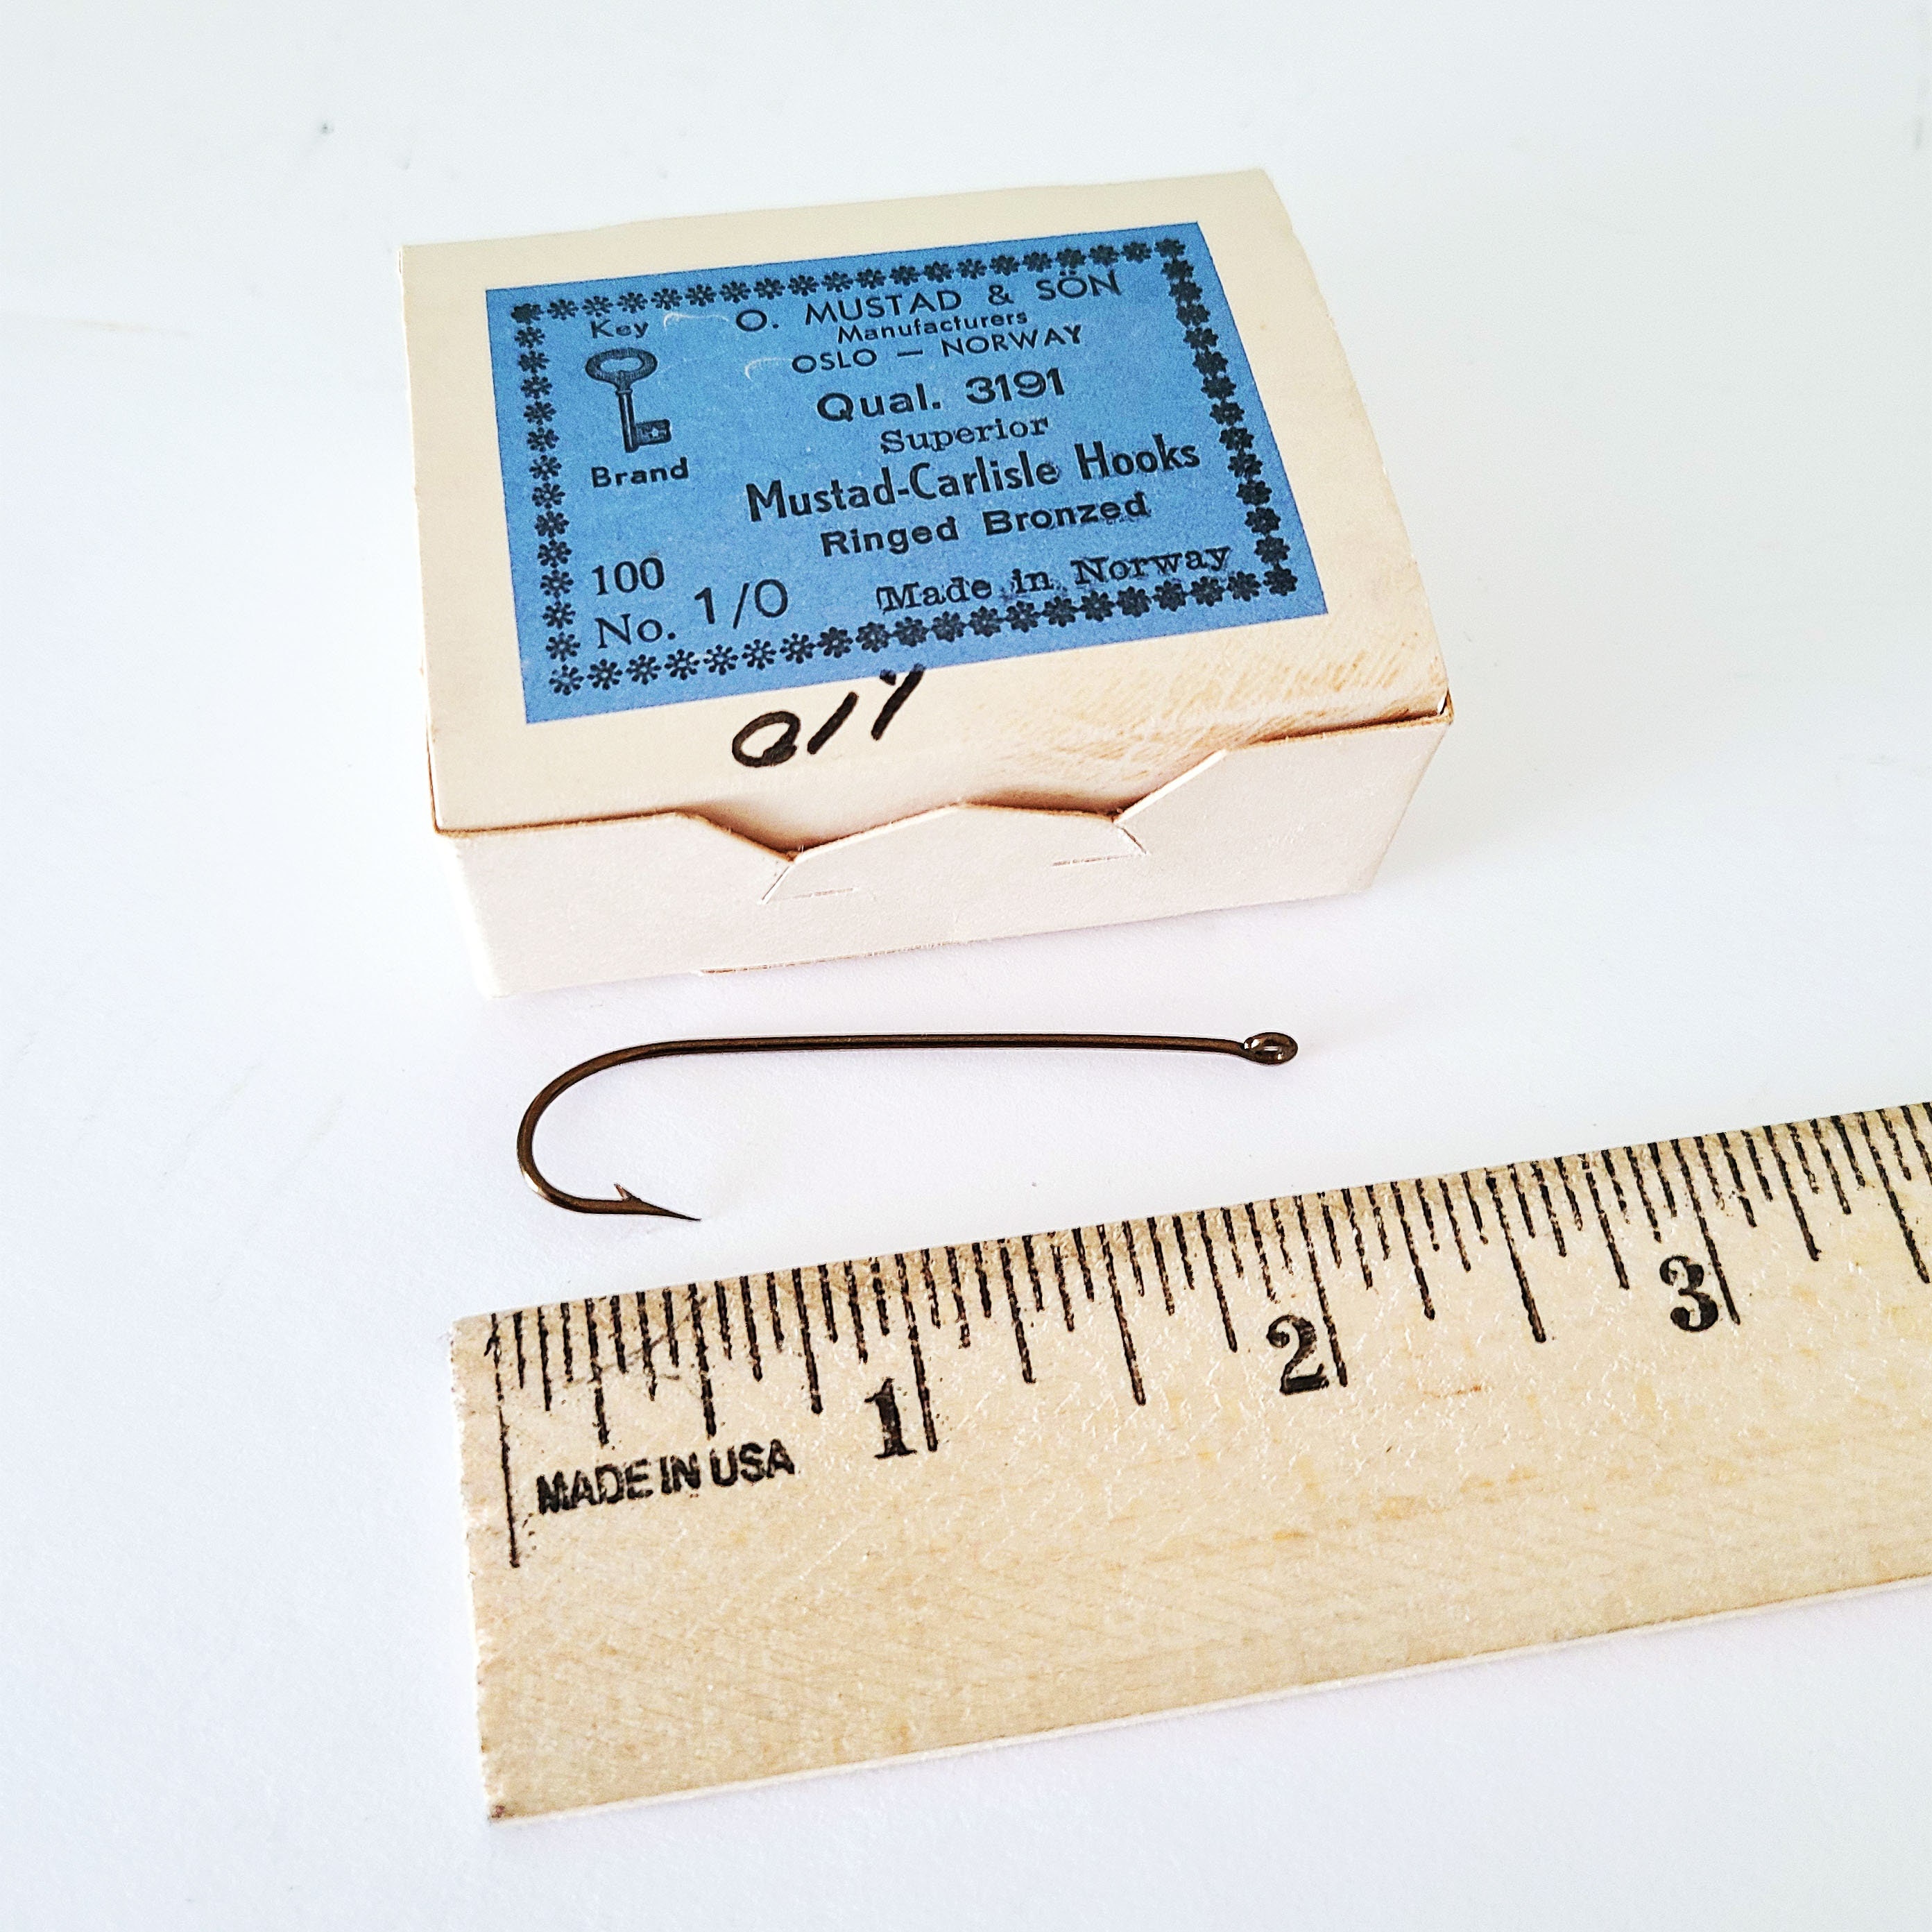 Key
O. MUSTAD & SÖN
Manufacturers
OSLO — NORWAY
Qual. 3191
Superior
Mustad-Carlisle Hooks
Ringed Bronzed
Brand
100
No. 1/0
Made in Norway
1/0
1
2
3
MADE IN USA